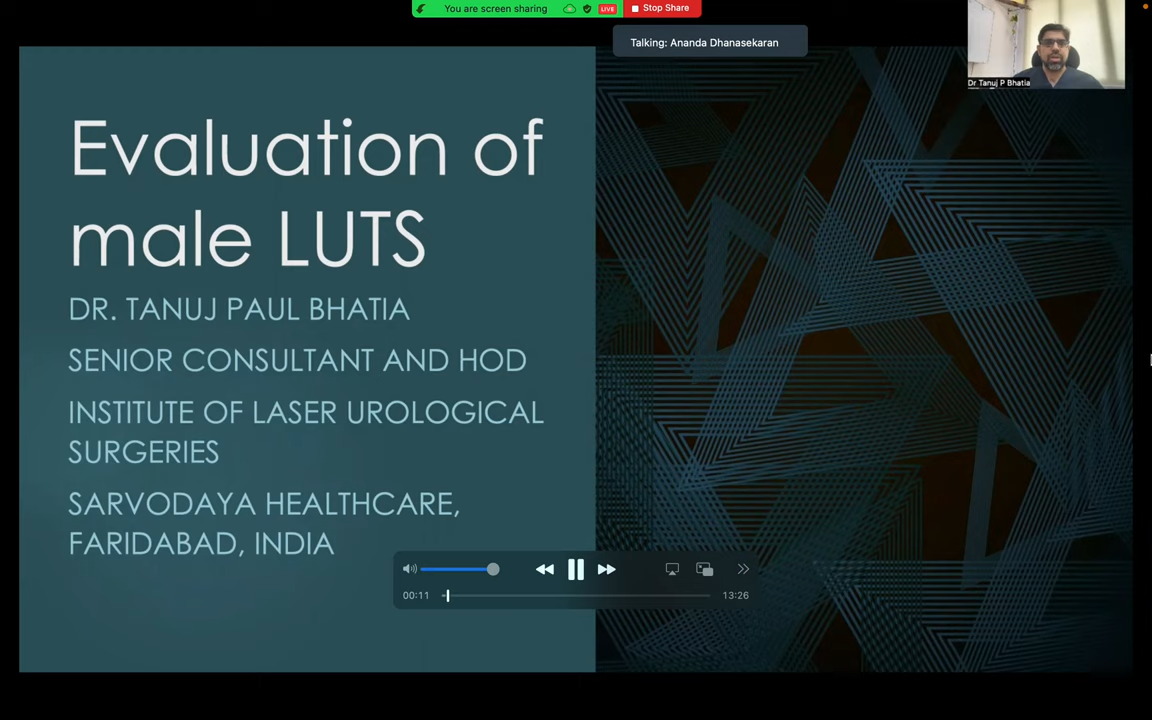 You are screen sharing
LIVE
Stop Share
Talking: Ananda Dhanasekaran
Dr Tanuj P Bhatia
Evaluation of
male LUTS
DR. TANUJ PAUL BHATIA
SENIOR CONSULTANT AND HOD
INSTITUTE OF LASER UROLOGICAL
SURGERIES
SARVODAYA HEALTHCARE,
FARIDABAD, INDIA
00:11
13:26